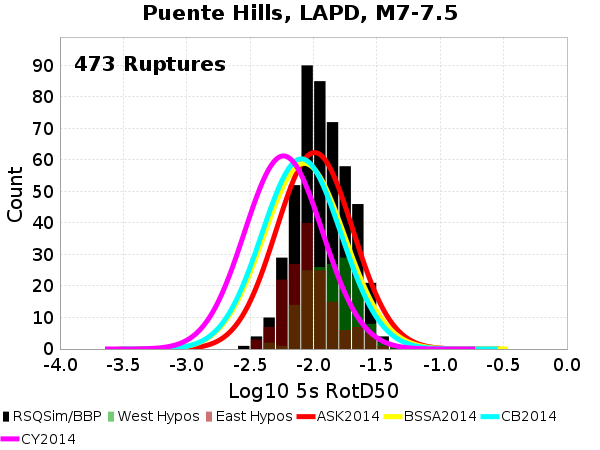 Puente Hills, LAPD, M7-7.5
473 Ruptures
Count
90
80
70
60
50
40
30
20
10
0
-4.0 -3.5 -3.0 -2.5 -2.0 -1.5 -1.0 -0.5 0.0
Log10 5s RotD50
RSQSim/BBP West Hypos East Hypos ASK2014 BSSA2014 CB2014
CY2014